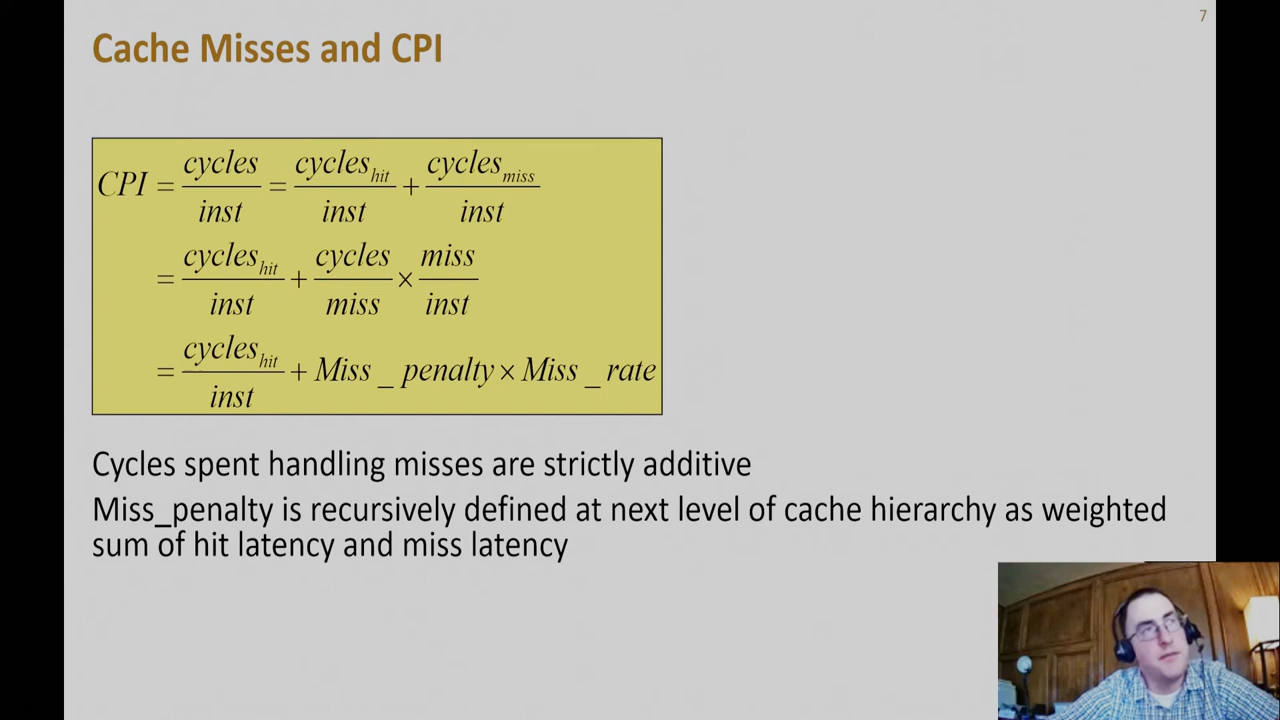 7
Cache Misses and CPI
CPI = cycles/inst = cycles_hit/inst + cycles_miss/inst
= cycles_hit/inst + cycles/miss × miss/inst
= cycles_hit/inst + Miss_penalty × Miss_rate
Cycles spent handling misses are strictly additive
Miss_penalty is recursively defined at next level of cache hierarchy as weighted
sum of hit latency and miss latency